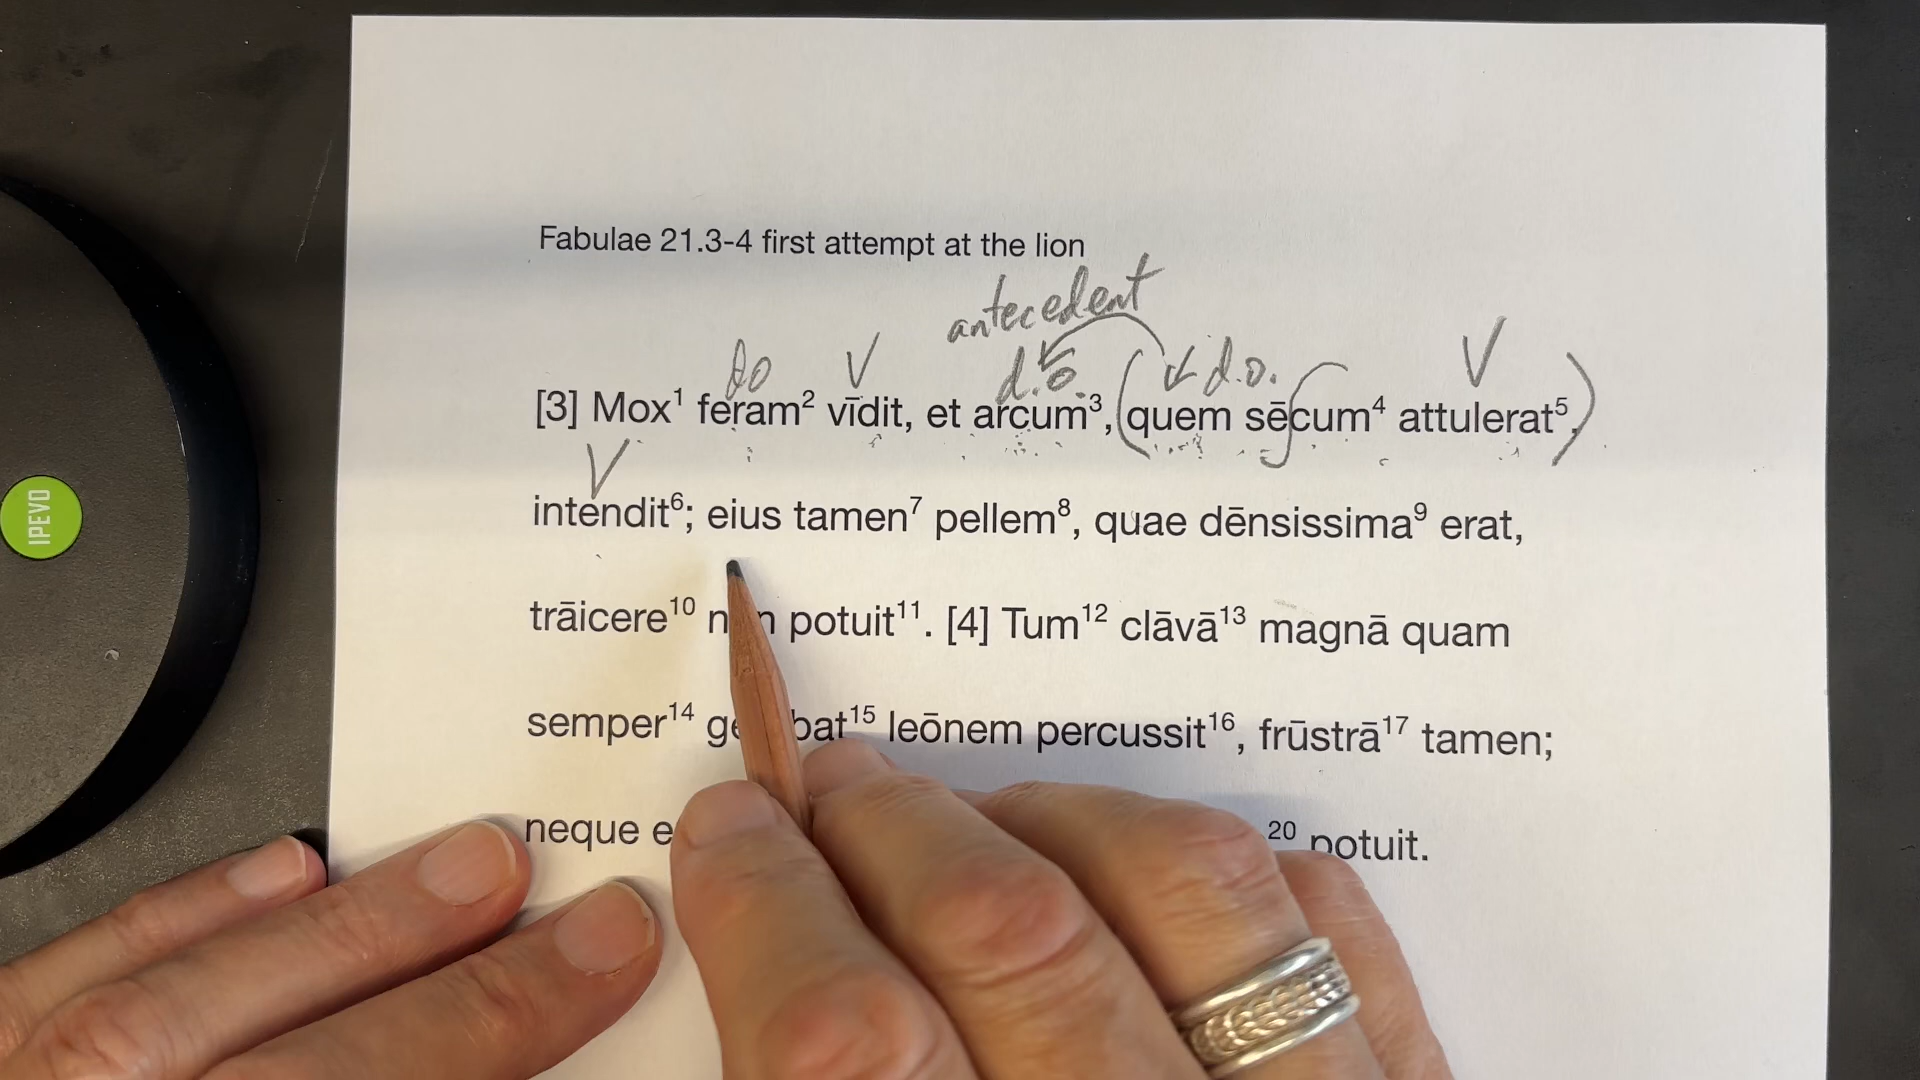 Fabulae 21.3-4 first attempt at the lion
antecedent
do V d.o. d.o. V
[3] Mox¹ feram² vīdit, et arcum³, (quem sēcum⁴ attulerat⁵,)
V
intendit⁶; eius tamen⁷ pellem⁸, quae dēnsissima⁹ erat,
trāicere¹⁰ potuit¹¹. [4] Tum¹² clāvā¹³ magnā quam
semper¹⁴ leōnem percussit¹⁶, frūstrā¹⁷ tamen;
neque ²⁰ potuit.
IPEVO